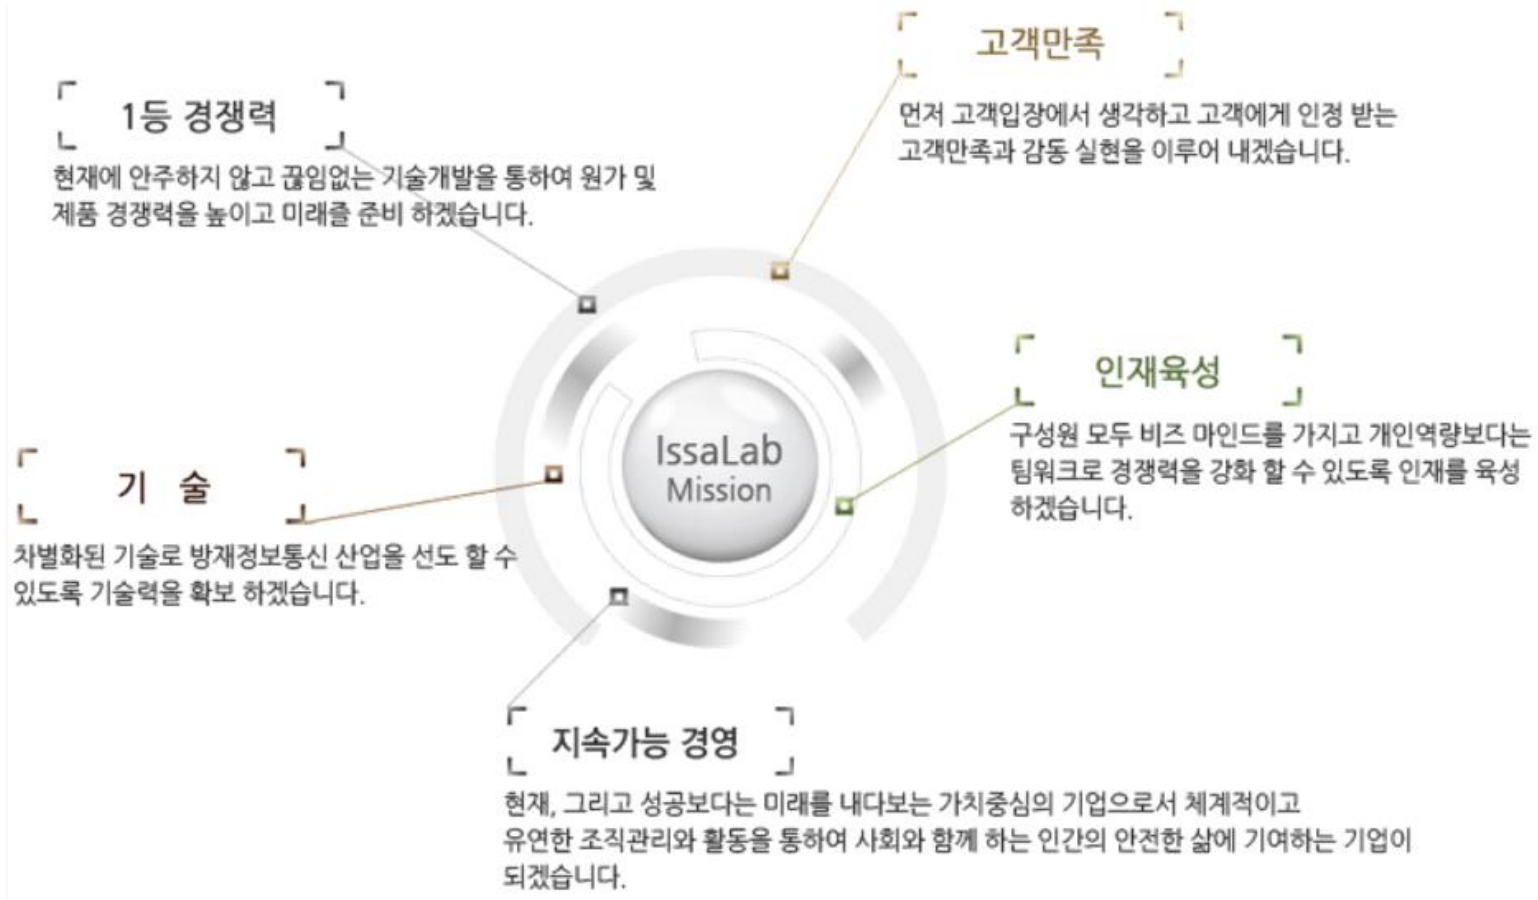 고객만족
먼저 고객입장에서 생각하고 고객에게 인정 받는
고객만족과 감동 실현을 이루어 내겠습니다.
1등 경쟁력
현재에 안주하지 않고 끊임없는 기술개발을 통하여 원가 및
제품 경쟁력을 높이고 미래를 준비 하겠습니다.
인재육성
구성원 모두 비즈 마인드를 가지고 개인역량보다는
팀워크로 경쟁력을 강화 할 수 있도록 인재를 육성
하겠습니다.
IssaLab
Mission
기 술
차별화된 기술로 방재정보통신 산업을 선도 할 수
있도록 기술력을 확보 하겠습니다.
지속가능 경영
현재, 그리고 성공보다는 미래를 내다보는 가치중심의 기업으로서 체계적이고
유연한 조직관리와 활동을 통하여 사회와 함께 하는 인간의 안전한 삶에 기여하는 기업이
되겠습니다.